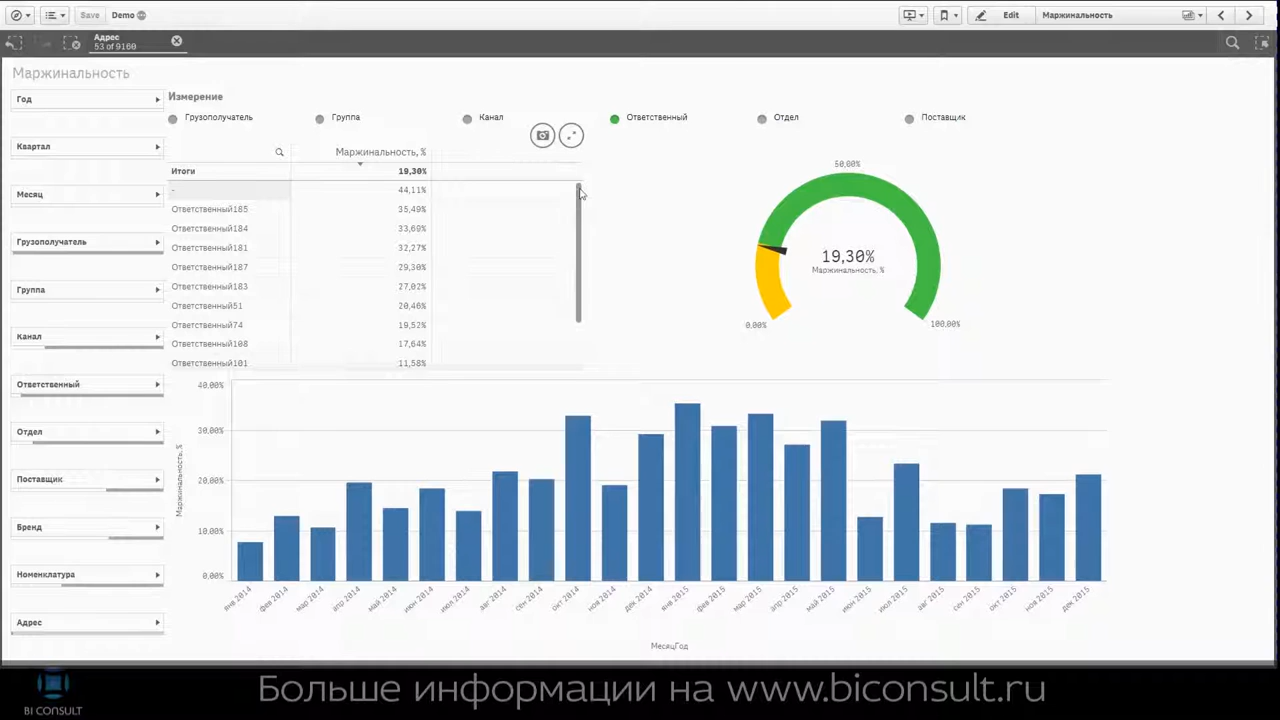 Save Demo
Edit
Маржинальность
Адрес
53 of 9160
Маржинальность
Год
Квартал
Месяц
Грузополучатель
Группа
Канал
Ответственный
Отдел
Поставщик
Бренд
Номенклатура
Адрес
Измерение
Грузополучатель Группа Канал Ответственный Отдел Поставщик
Маржинальность, %
Итоги 19,30%
- 44,11%
Ответственный185 35,49%
Ответственный184 33,69%
Ответственный181 32,27%
Ответственный187 29,30%
Ответственный183 27,02%
Ответственный51 20,46%
Ответственный74 19,52%
Ответственный108 17,64%
Ответственный101 11,58%
50,00%
19,30%
Маржинальность, %
0,00%
100,00%
Маржинальность, %
40,00%
30,00%
20,00%
10,00%
0,00%
янв 2014
фев 2014
мар 2014
апр 2014
май 2014
июн 2014
июл 2014
авг 2014
сен 2014
окт 2014
ноя 2014
дек 2014
янв 2015
фев 2015
мар 2015
апр 2015
май 2015
июн 2015
июл 2015
авг 2015
сен 2015
окт 2015
ноя 2015
дек 2015
МесяцГод
BI CONSULT
Больше информации на www.biconsult.ru